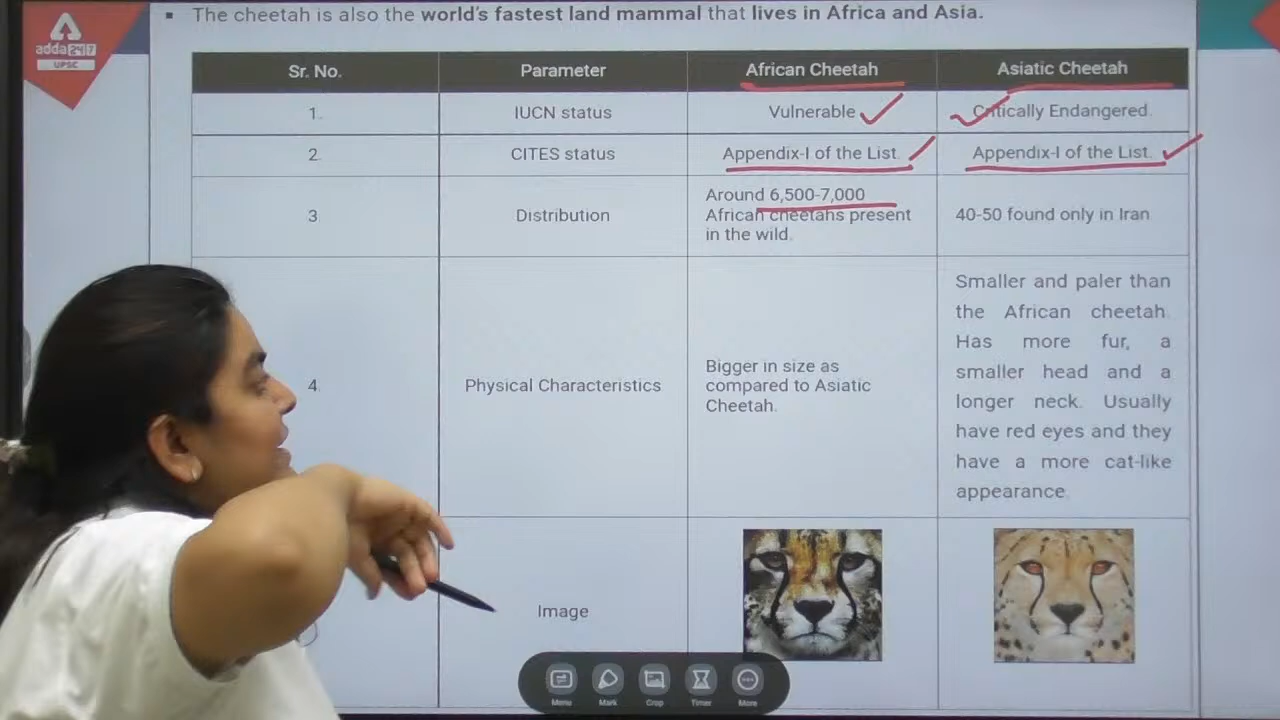 The cheetah is also the world's fastest land mammal that lives in Africa and Asia.
adda247
UPSC
Sr. No. Parameter African Cheetah Asiatic Cheetah
1. IUCN status Vulnerable Critically Endangered.
2. CITES status Appendix-I of the List. Appendix-I of the List.
3 Distribution Around 6,500-7,000
African cheetahs present
in the wild.
40-50 found only in Iran
4 Physical Characteristics Bigger in size as
compared to Asiatic
Cheetah.
Smaller and paler than
the African cheetah.
Has more fur, a
smaller head and a
longer neck. Usually
have red eyes and they
have a more cat-like
appearance.
Image
Menu Mark Crop Timer More